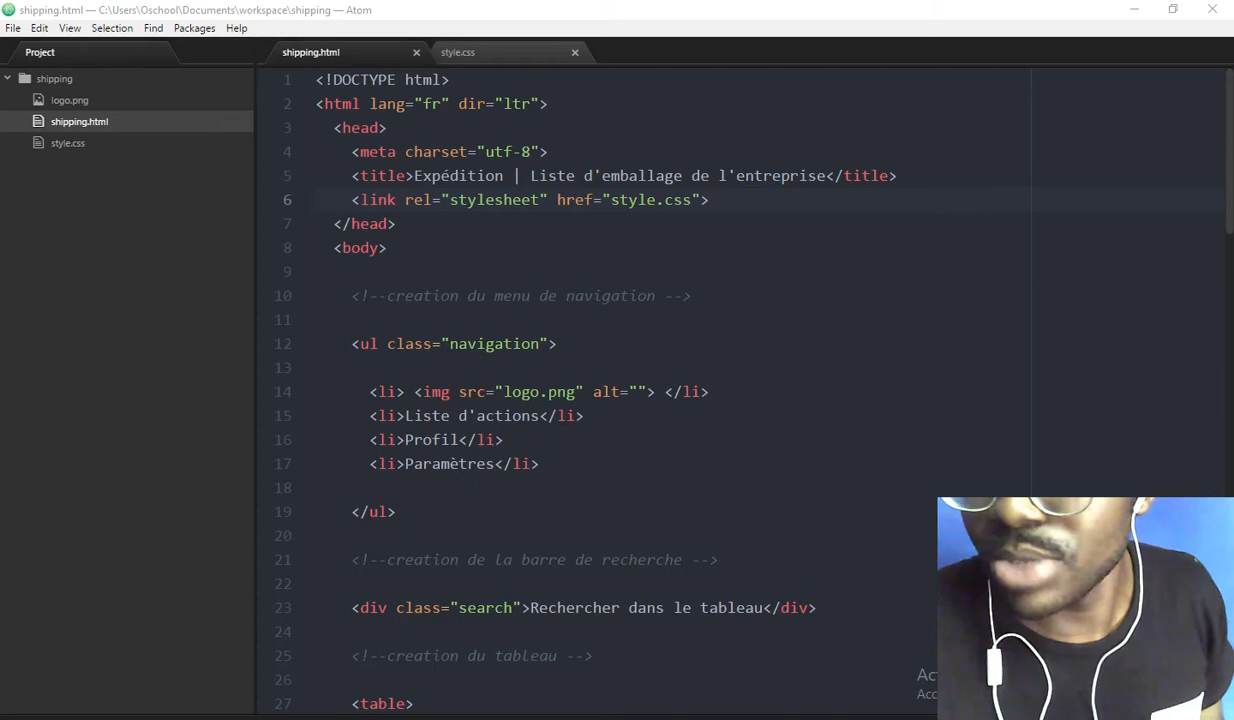 shipping.html — C:\Users\Oschool\Documents\workspace\shipping — Atom
File Edit View Selection Find Packages Help
Project
shipping.html
style.css
shipping
logo.png
shipping.html
style.css
1 <!DOCTYPE html>
2 <html lang="fr" dir="ltr">
3 <head>
4 <meta charset="utf-8">
5 <title>Expédition | Liste d'emballage de l'entreprise</title>
6 <link rel="stylesheet" href="style.css">
7 </head>
8 <body>
9
10 <!--creation du menu de navigation -->
11
12 <ul class="navigation">
13
14 <li> <img src="logo.png" alt=""> </li>
15 <li>Liste d'actions</li>
16 <li>Profil</li>
17 <li>Paramètres</li>
18
19 </ul>
20
21 <!--creation de la barre de recherche -->
22
23 <div class="search">Rechercher dans le tableau</div>
24
25 <!--creation du tableau -->
26
27 <table>